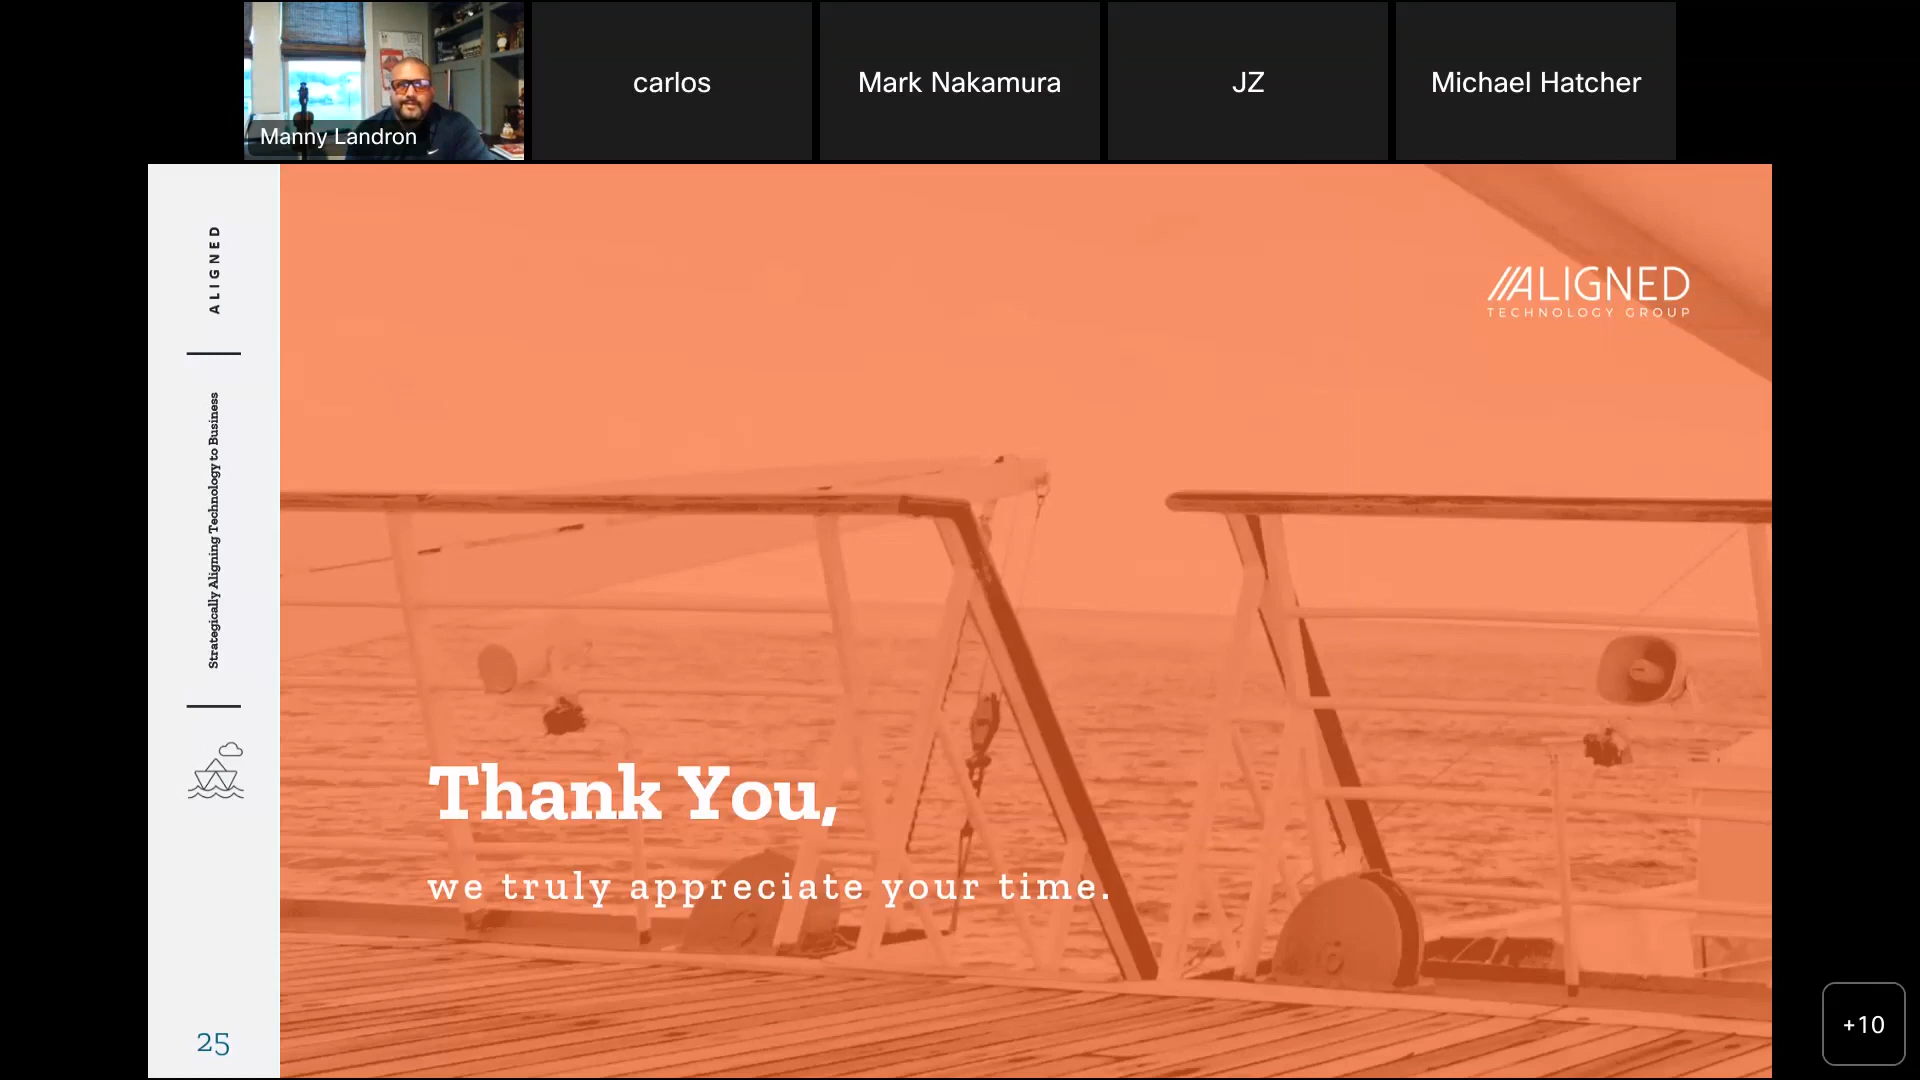 Manny Landron
carlos
Mark Nakamura
JZ
Michael Hatcher
ALIGNED
Strategically Aligning Technology to Business
25
ALIGNED
TECHNOLOGY GROUP
Thank You,
we truly appreciate your time.
+10